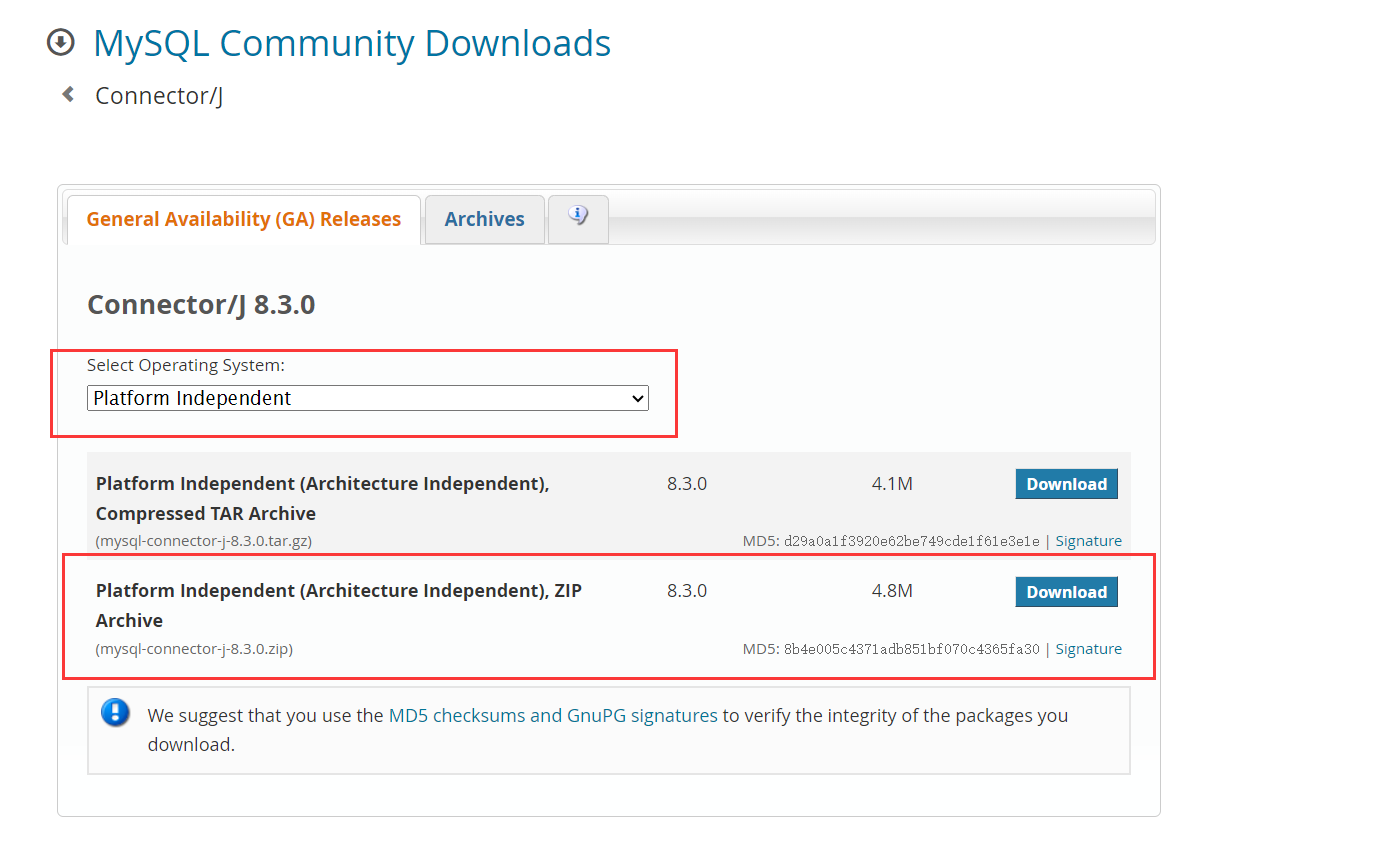 MySQL Community Downloads
Connector/J
General Availability (GA) Releases Archives
Connector/J 8.3.0
Select Operating System:
Platform Independent
Platform Independent (Architecture Independent), 8.3.0 4.1M Download
Compressed TAR Archive
(mysql-connector-j-8.3.0.tar.gz) MD5: d29a0a1f3920e62be749cde1f61e3e1e | Signature
Platform Independent (Architecture Independent), ZIP 8.3.0 4.8M Download
Archive
(mysql-connector-j-8.3.0.zip) MD5: 8b4e005c4371adb851bf070c4365fa30 | Signature
We suggest that you use the MD5 checksums and GnuPG signatures to verify the integrity of the packages you
download.